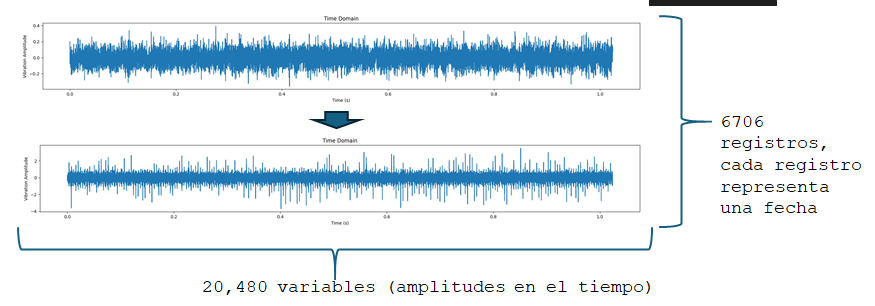 Time Domain
0.4
0.2
0.0
−0.2
Vibration Amplitude
0.0 0.2 0.4 0.6 0.8 1.0
Time (s)
Time Domain
2
0
−2
−4
Vibration Amplitude
0.0 0.2 0.4 0.6 0.8 1.0
Time (s)
6706
registros,
cada registro
representa
una fecha
20,480 variables (amplitudes en el tiempo)